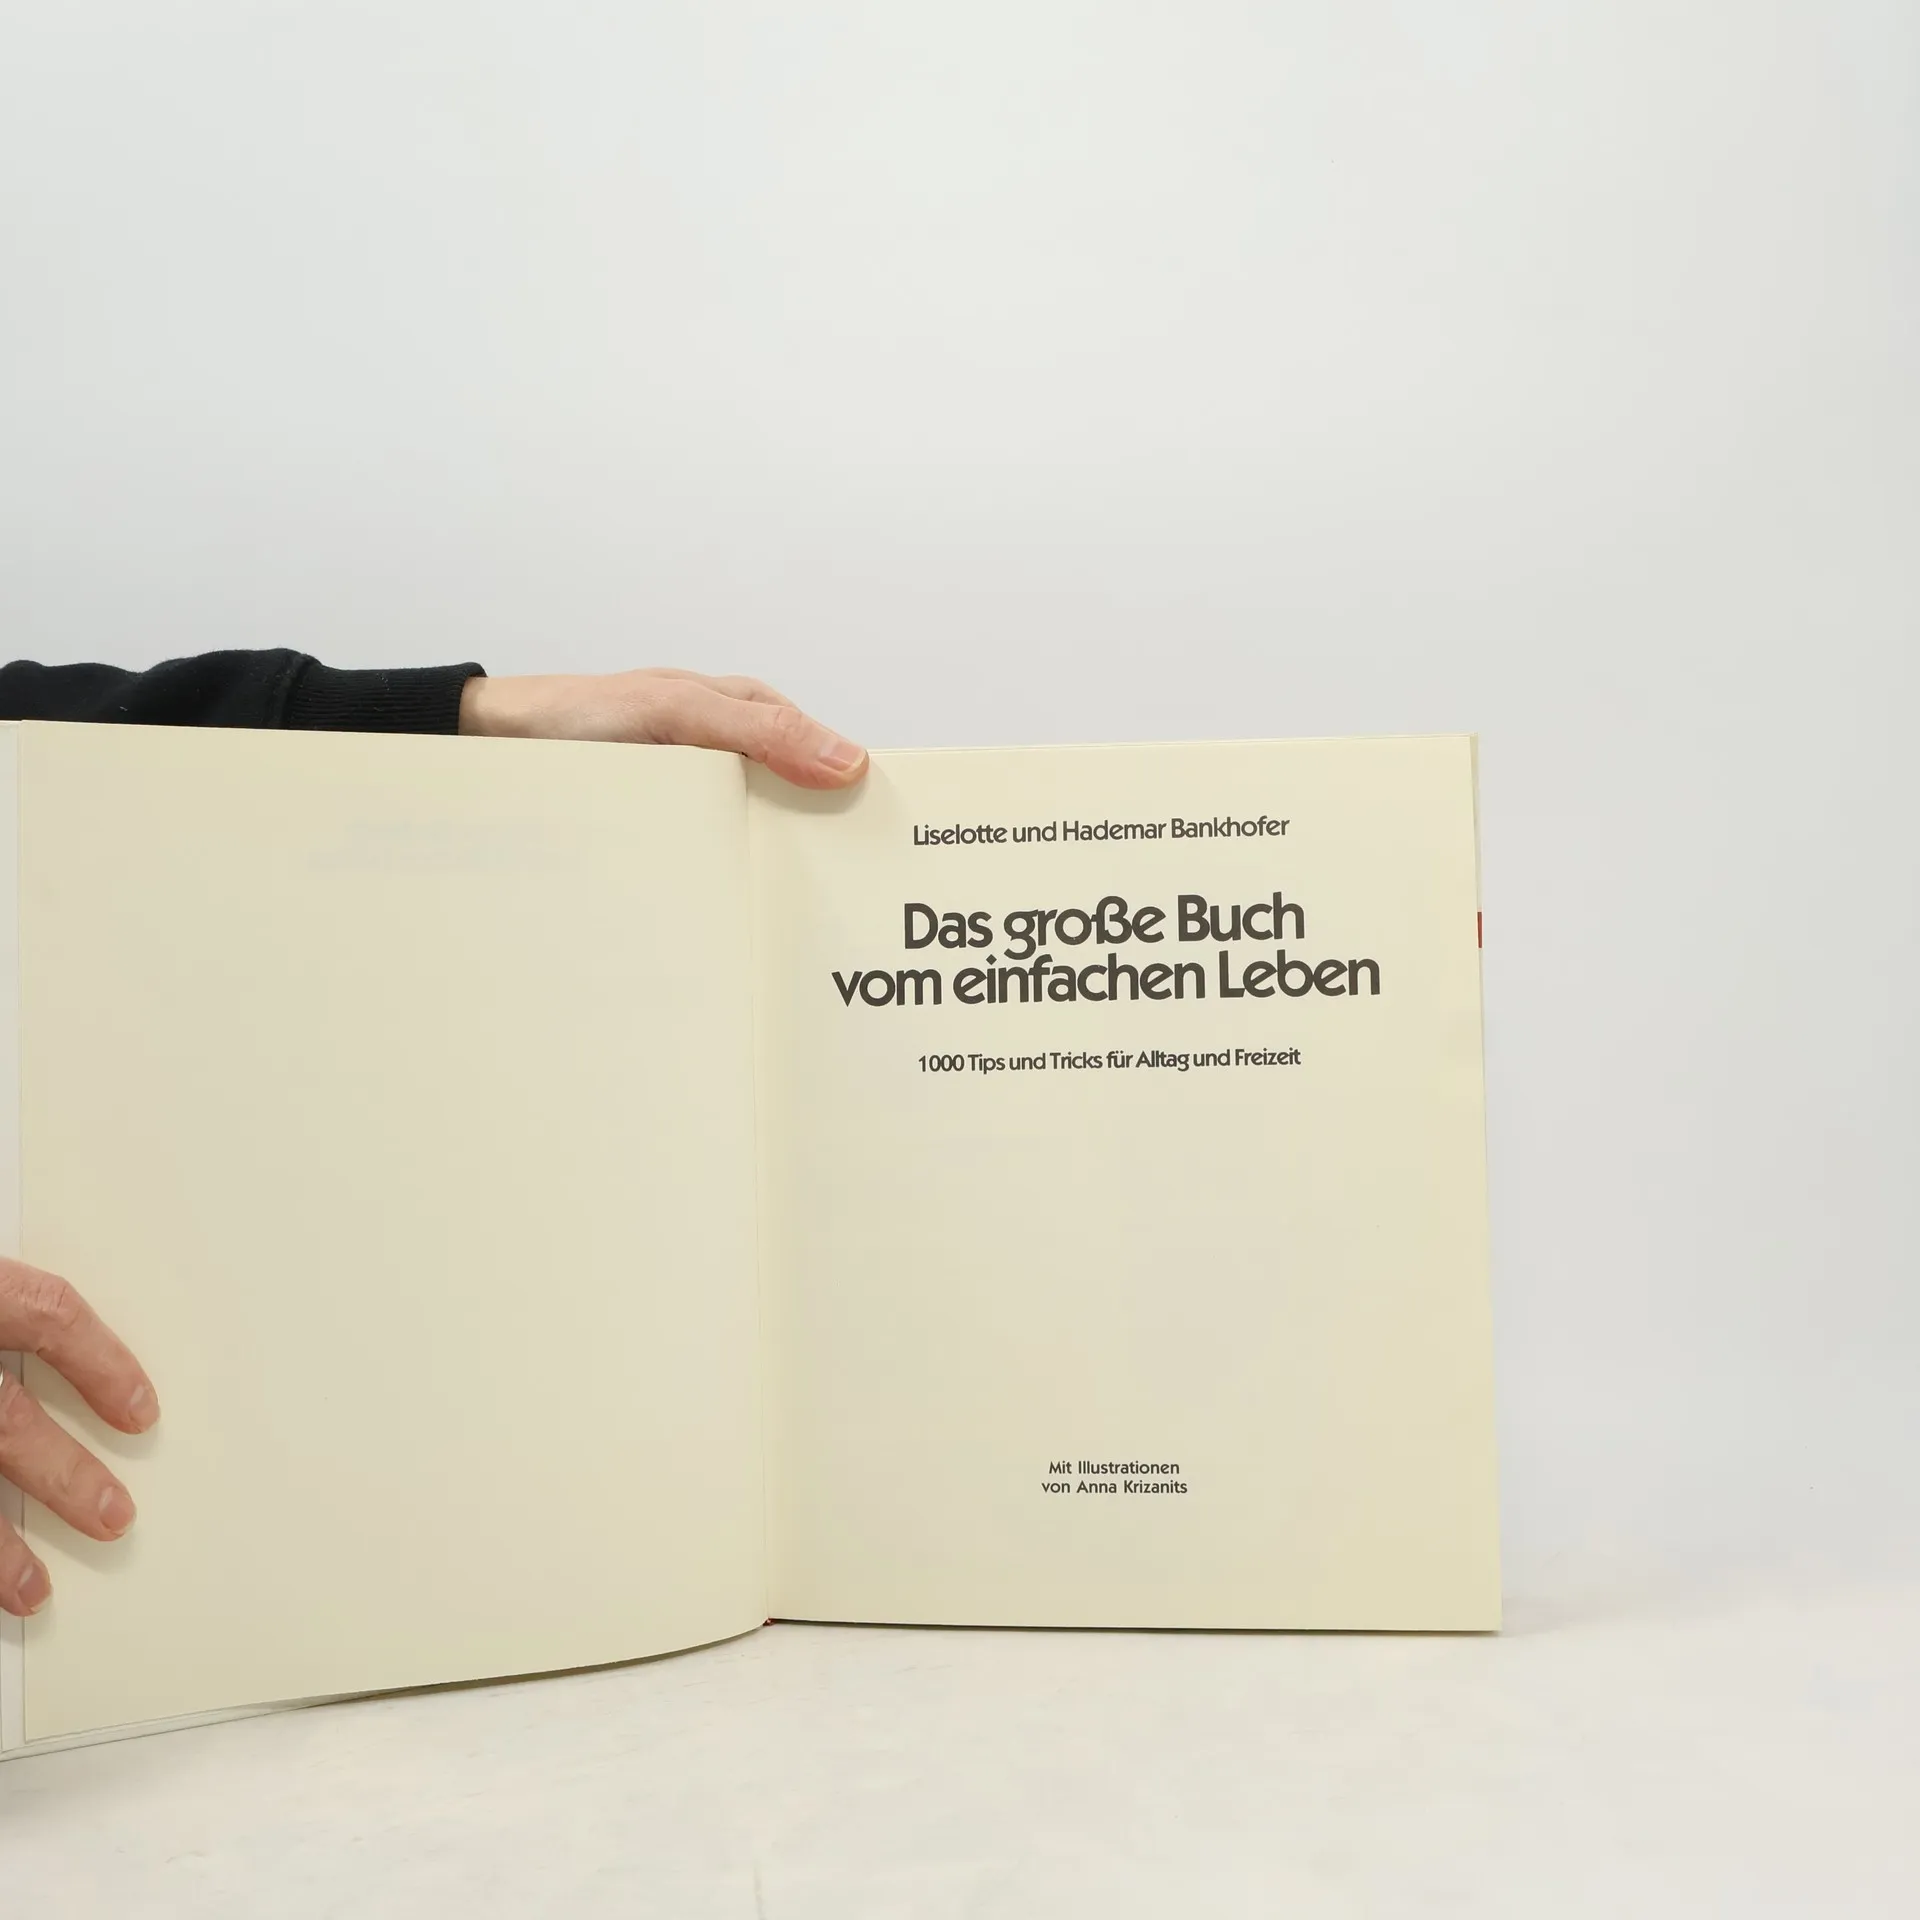 Liselotte und Hademar Bankhofer
Das große Buch
vom einfachen Leben
1000 Tips und Tricks für Alltag und Freizeit
Mit Illustrationen
von Anna Krizanits